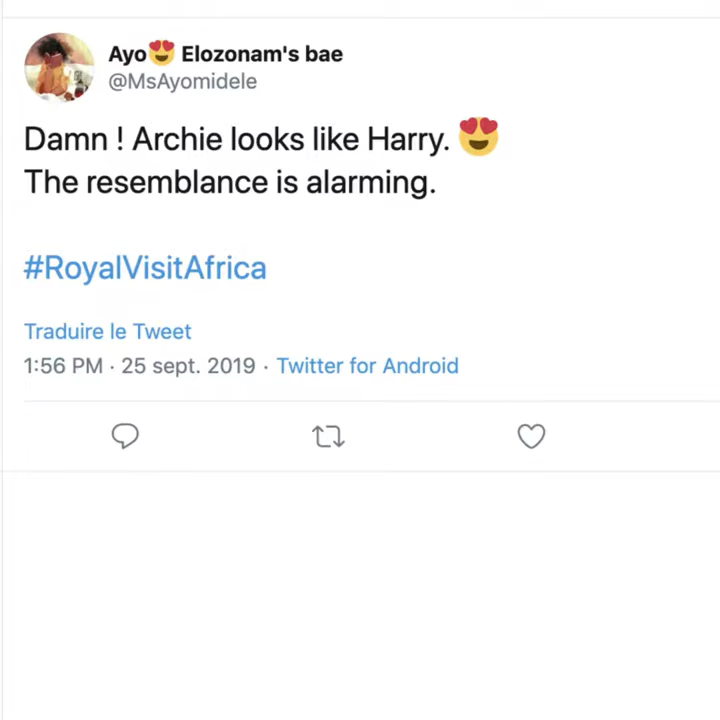 Ayo😍 Elozonam's bae
@MsAyomidele
Damn ! Archie looks like Harry. 😍
The resemblance is alarming.
#RoyalVisitAfrica
Traduire le Tweet
1:56 PM · 25 sept. 2019 · Twitter for Android